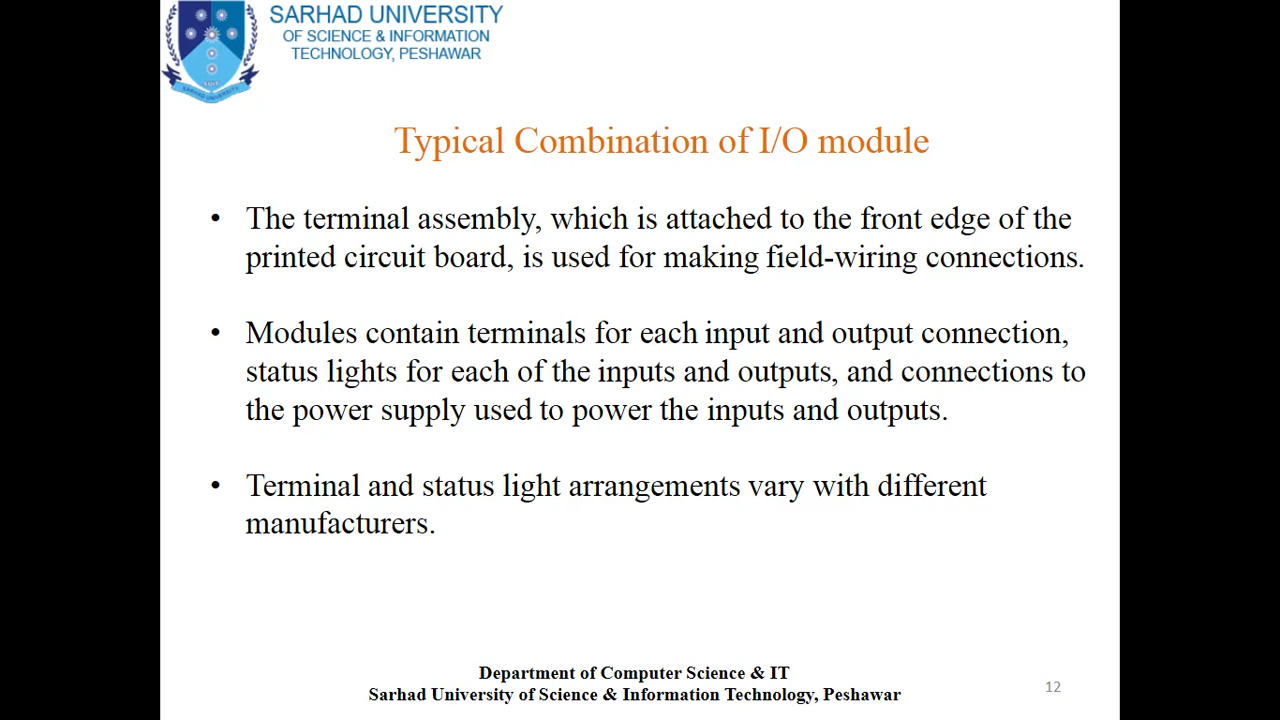 SARHAD UNIVERSITY
OF SCIENCE & INFORMATION
TECHNOLOGY, PESHAWAR
SARHAD UNIVERSITY
Typical Combination of I/O module
• The terminal assembly, which is attached to the front edge of the
printed circuit board, is used for making field-wiring connections.
• Modules contain terminals for each input and output connection,
status lights for each of the inputs and outputs, and connections to
the power supply used to power the inputs and outputs.
• Terminal and status light arrangements vary with different
manufacturers.
Department of Computer Science & IT
Sarhad University of Science & Information Technology, Peshawar
12